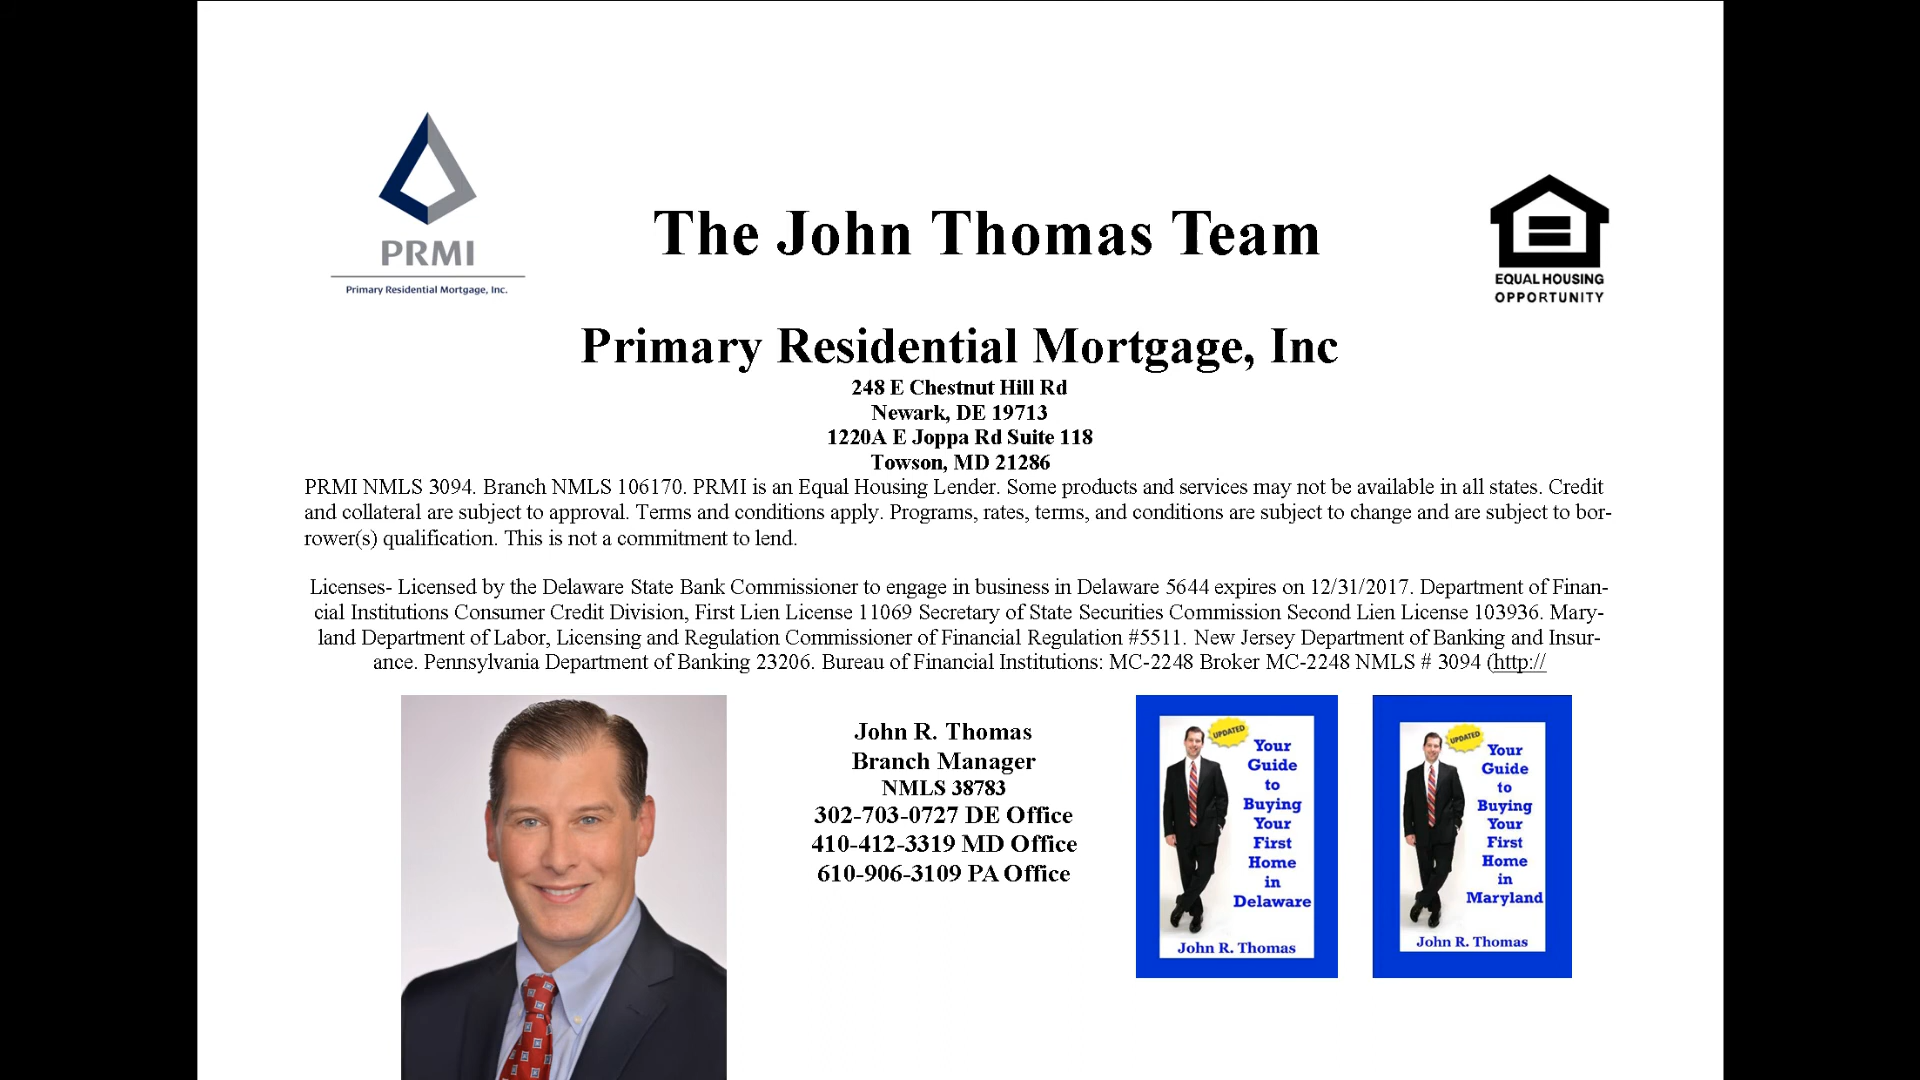 PRMI
Primary Residential Mortgage, Inc.
The John Thomas Team
EQUAL HOUSING
OPPORTUNITY
Primary Residential Mortgage, Inc
248 E Chestnut Hill Rd
Newark, DE 19713
1220A E Joppa Rd Suite 118
Towson, MD 21286
PRMI NMLS 3094. Branch NMLS 106170. PRMI is an Equal Housing Lender. Some products and services may not be available in all states. Credit
and collateral are subject to approval. Terms and conditions apply. Programs, rates, terms, and conditions are subject to change and are subject to bor-
rower(s) qualification. This is not a commitment to lend.
Licenses- Licensed by the Delaware State Bank Commissioner to engage in business in Delaware 5644 expires on 12/31/2017. Department of Finan-
cial Institutions Consumer Credit Division, First Lien License 11069 Secretary of State Securities Commission Second Lien License 103936. Mary-
land Department of Labor, Licensing and Regulation Commissioner of Financial Regulation #5511. New Jersey Department of Banking and Insur-
ance. Pennsylvania Department of Banking 23206. Bureau of Financial Institutions: MC-2248 Broker MC-2248 NMLS # 3094 (http://
John R. Thomas
Branch Manager
NMLS 38783
302-703-0727 DE Office
410-412-3319 MD Office
610-906-3109 PA Office
UPDATED
Your
Guide
to
Buying
Your
First
Home
in
Delaware
John R. Thomas
UPDATED
Your
Guide
to
Buying
Your
First
Home
in
Maryland
John R. Thomas